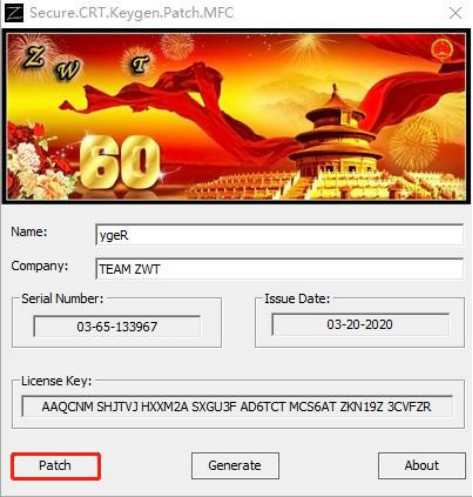 Secure.CRT.Keygen.Patch.MFC
Z W T
60
Name: ygeR
Company: TEAM ZWT
Serial Number: Issue Date:
03-65-133967 03-20-2020
License Key:
AAQCNM SHJTVJ HXXM2A SXGU3F AD6TCT MCS6AT ZKN19Z 3CVFZR
Patch Generate About